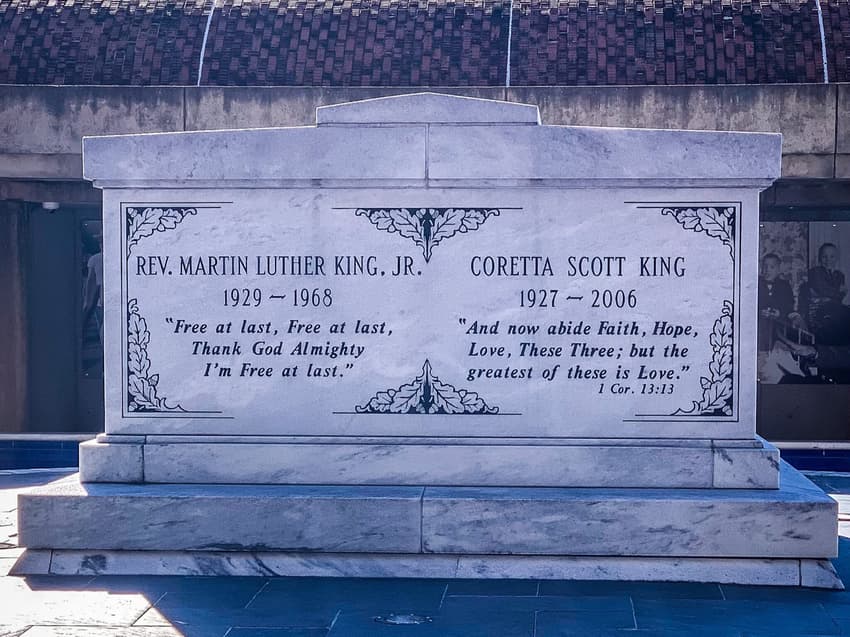 REV. MARTIN LUTHER KING, JR.
1929 – 1968
"Free at last, Free at last,
Thank God Almighty
I'm Free at last."
CORETTA SCOTT KING
1927 – 2006
"And now abide Faith, Hope,
Love, These Three; but the
greatest of these is Love."
1 Cor. 13:13